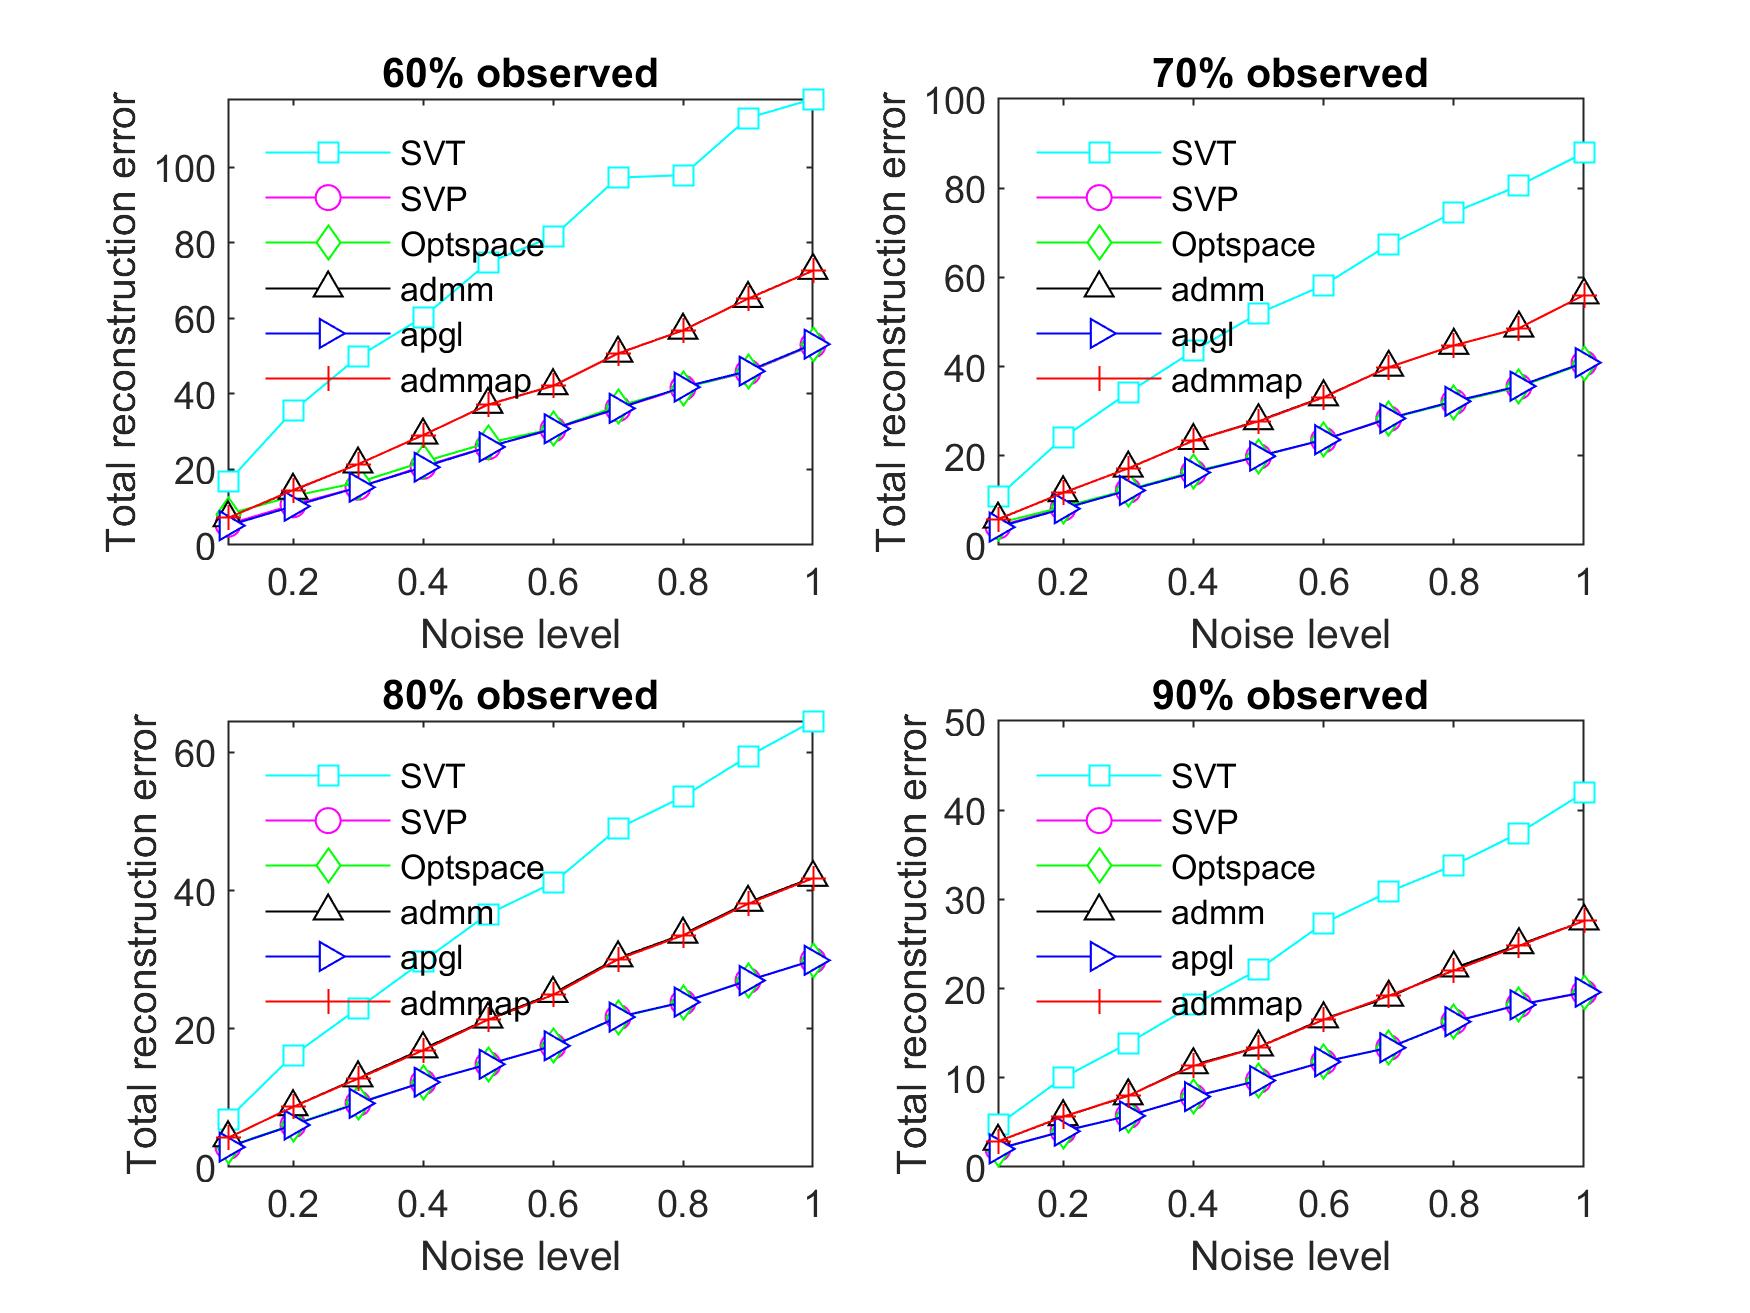 60% observed
Total reconstruction error
100
80
60
40
20
0
SVT
SVP
Optspace
admm
apgl
admmap
0.2 0.4 0.6 0.8 1
Noise level
70% observed
Total reconstruction error
100
80
60
40
20
0
SVT
SVP
Optspace
admm
apgl
admmap
0.2 0.4 0.6 0.8 1
Noise level
80% observed
Total reconstruction error
60
40
20
0
SVT
SVP
Optspace
admm
apgl
admmap
0.2 0.4 0.6 0.8 1
Noise level
90% observed
Total reconstruction error
50
40
30
20
10
0
SVT
SVP
Optspace
admm
apgl
admmap
0.2 0.4 0.6 0.8 1
Noise level